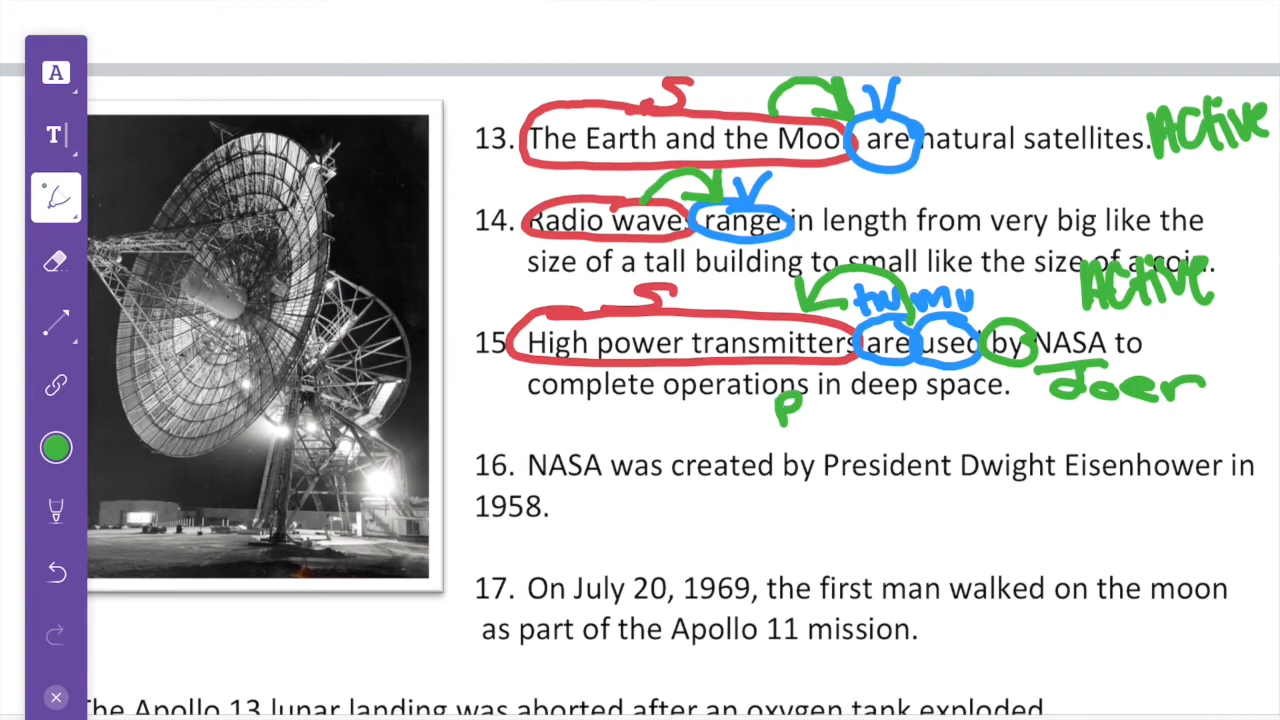 A
T
S
V
13. The Earth and the Moon are natural satellites. Active
V
14. Radio waves range in length from very big like the
size of a tall building to small like the size of a coin.
Active
S
mv
15. High power transmitters are used by NASA to
doer
complete operations in deep space.
P
16. NASA was created by President Dwight Eisenhower in
1958.
17. On July 20, 1969, the first man walked on the moon
as part of the Apollo 11 mission.
The Apollo 13 lunar landing was aborted after an oxygen tank exploded